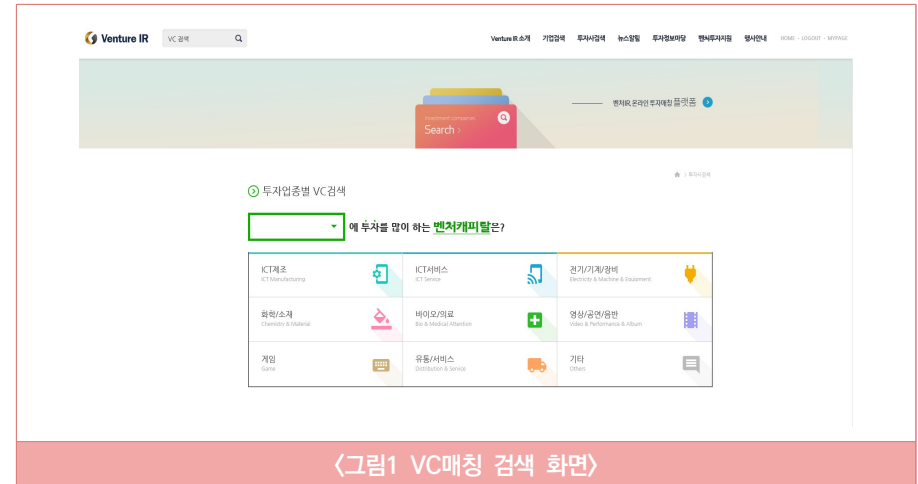 Venture IR
VC 검색
Venture IR 소개 기업검색 투자사검색 뉴스알림 투자정보마당 벤처투자지원 행사안내 HOME LOGOUT MYPAGE
Investment companies
Search >
벤처IR 온라인 투자매칭 플랫폼
> 투자사검색
투자업종별 VC검색
에 투자를 많이 하는 벤처캐피탈은?
ICT제조 ICT서비스 전기/기계/장비
ICT Manufacturing ICT Service Electricity & Machine & Equipment
화학/소재 바이오/의료 영상/공연/음반
Chemistry & Material Bio & Medical Attention Video & Performance & Album
게임 유통/서비스 기타
Game Distribution & Service Others
〈그림1 VC매칭 검색 화면〉